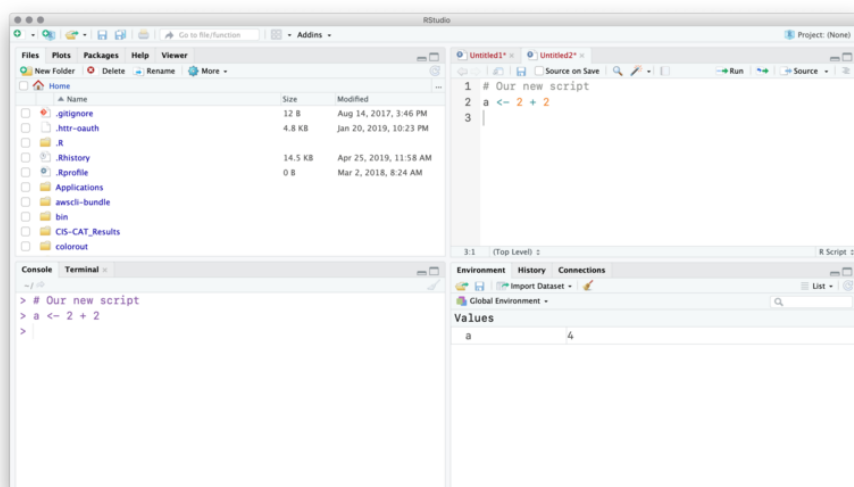 RStudio
Go to file/function Addins Project: (None)
Files Plots Packages Help Viewer
New Folder Delete Rename More
Home ...
Name Size Modified
.gitignore 12 B Aug 14, 2017, 3:46 PM
.httr-oauth 4.8 KB Jan 20, 2019, 10:23 PM
.R
.Rhistory 14.5 KB Apr 25, 2019, 11:58 AM
.Rprofile 0 B Mar 2, 2018, 8:24 AM
Applications
awscli-bundle
bin
CIS-CAT_Results
colorout
Untitled1* Untitled2*
Source on Save Run Source
1 # Our new script
2 a <- 2 + 2
3
3:1 (Top Level) R Script
Console Terminal
~/
> # Our new script
> a <- 2 + 2
>
Environment History Connections
Import Dataset List
Global Environment
Values
a 4